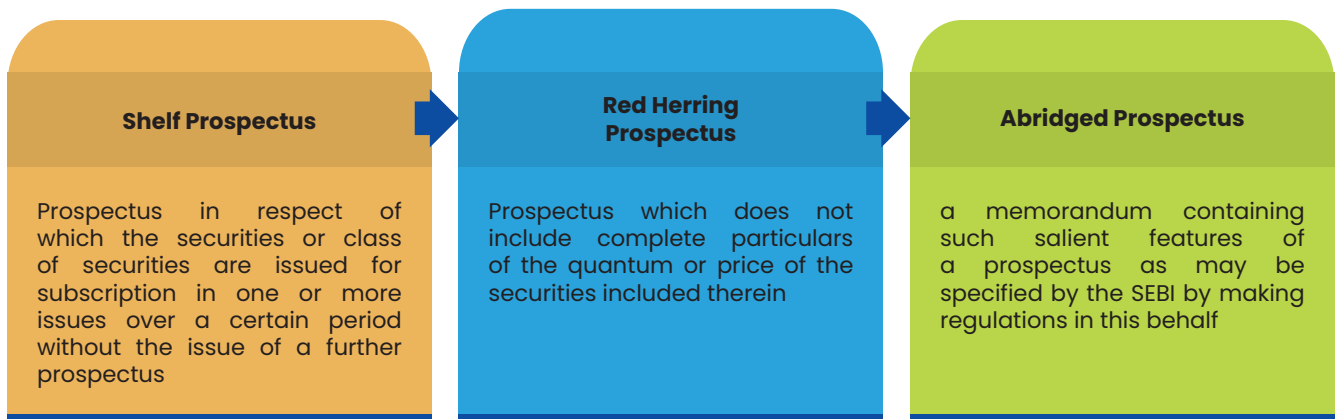 Shelf Prospectus
Prospectus in respect of
which the securities or class
of securities are issued for
subscription in one or more
issues over a certain period
without the issue of a further
prospectus
Red Herring
Prospectus
Prospectus which does not
include complete particulars
of the quantum or price of the
securities included therein
Abridged Prospectus
a memorandum containing
such salient features of
a prospectus as may be
specified by the SEBI by making
regulations in this behalf